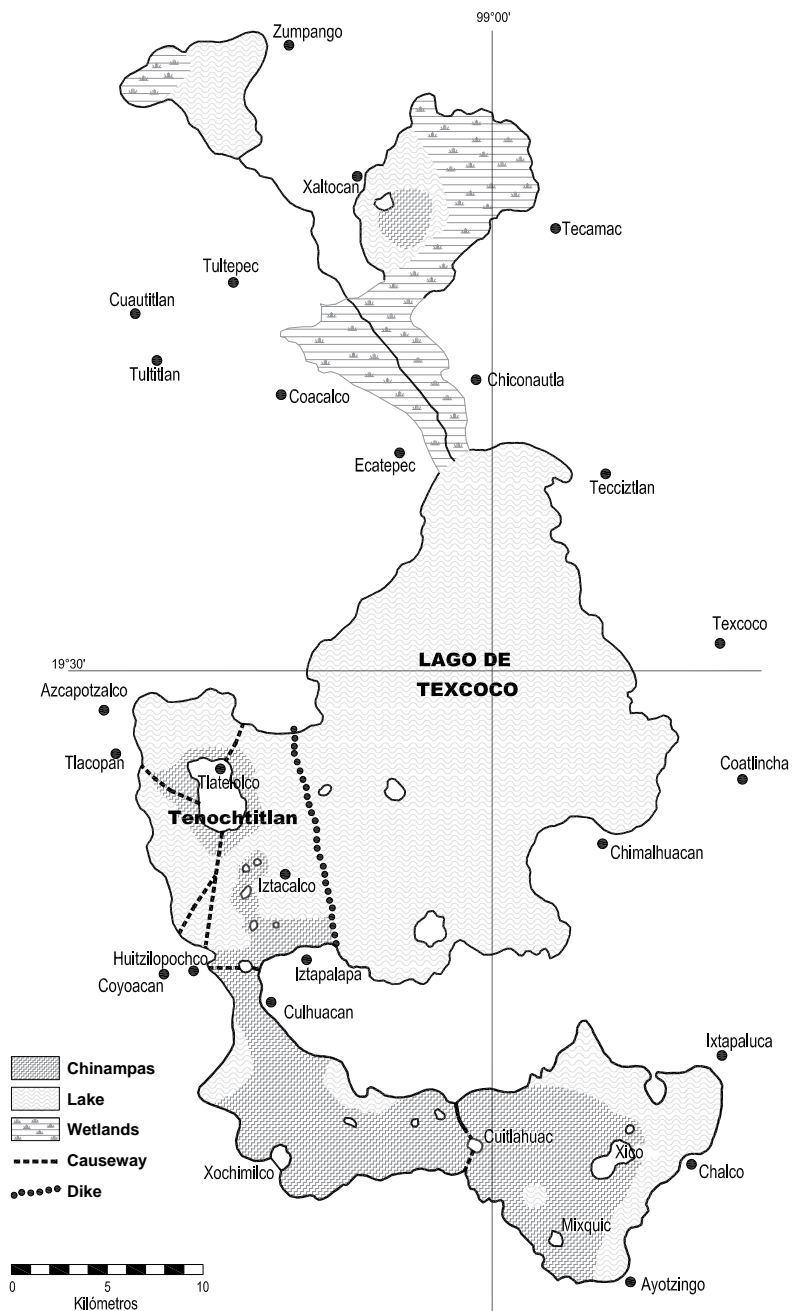 99°00'
Zumpango
Xaltocan
Tecamac
Tultepec
Cuautitlan
Tultitlan
Chiconautla
Coacalco
Ecatepec
Tecciztlan
Texcoco
19°30'
LAGO DE
TEXCOCO
Azcapotzalco
Tlacopan
Tlatelolco
Coatlincha
Tenochtitlan
Chimalhuacan
Iztacalco
Huitzilopochco
Coyoacan
Iztapalapa
Culhuacan
Ixtapaluca
Chinampas
Lake
Wetlands
Causeway
Dike
Cuitlahuac
Xico
Xochimilco
Chalco
Mixquic
Ayotzingo
0 5 10
Kilómetros